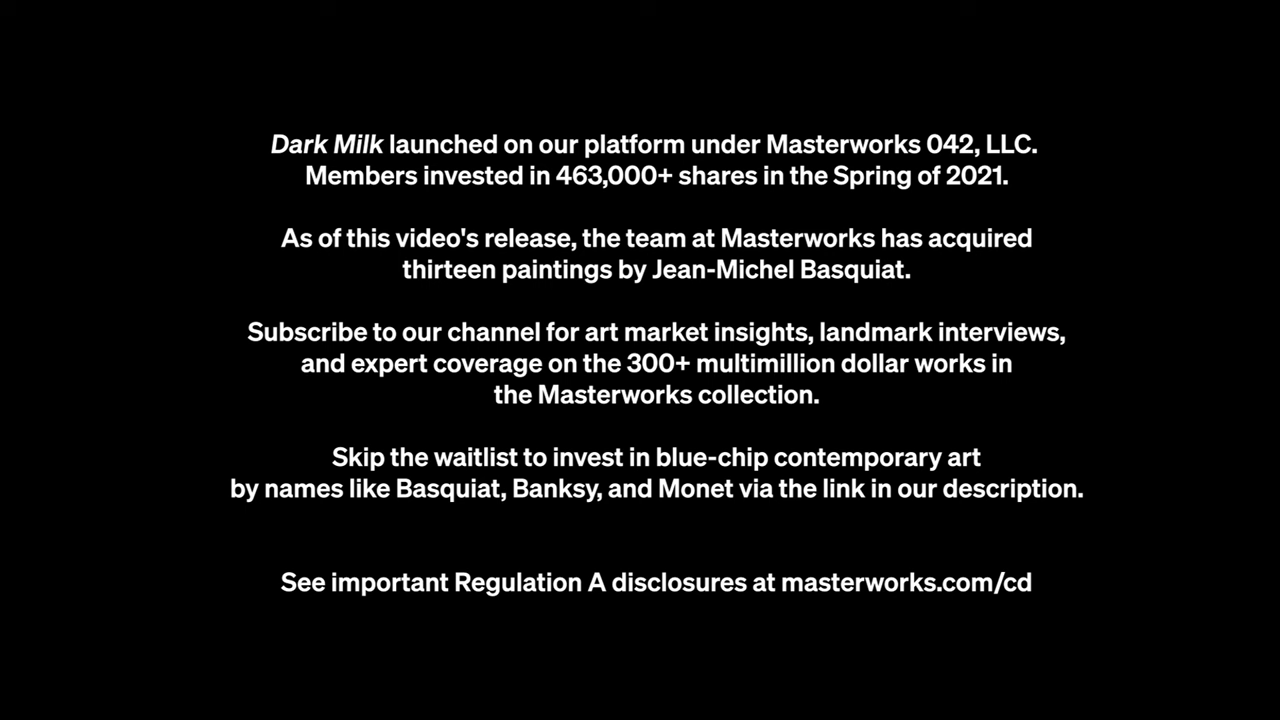 Dark Milk launched on our platform under Masterworks 042, LLC.
Members invested in 463,000+ shares in the Spring of 2021.
As of this video's release, the team at Masterworks has acquired
thirteen paintings by Jean-Michel Basquiat.
Subscribe to our channel for art market insights, landmark interviews,
and expert coverage on the 300+ multimillion dollar works in
the Masterworks collection.
Skip the waitlist to invest in blue-chip contemporary art
by names like Basquiat, Banksy, and Monet via the link in our description.
See important Regulation A disclosures at masterworks.com/cd